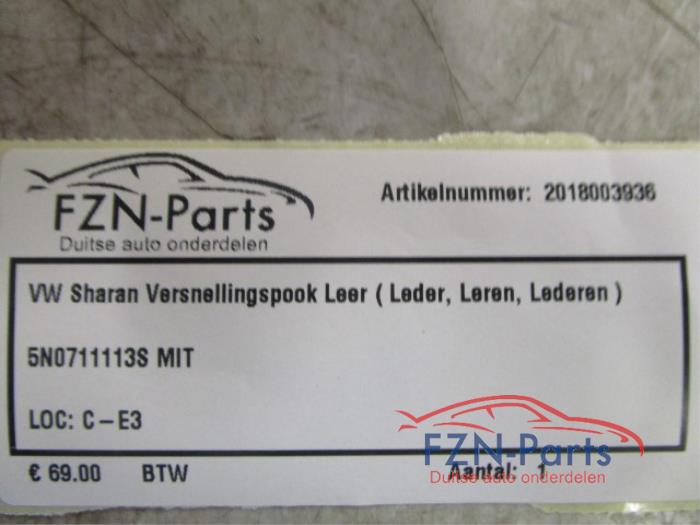 FZN-Parts
Duitse auto onderdelen
Artikelnummer: 2018003936
VW Sharan Versnellingspook Leer ( Leder, Leren, Lederen )
5N0711113S MIT
LOC: C-E3
€ 69.00 BTW Aantal: 1
FZN-Parts
Duitse auto onderdelen